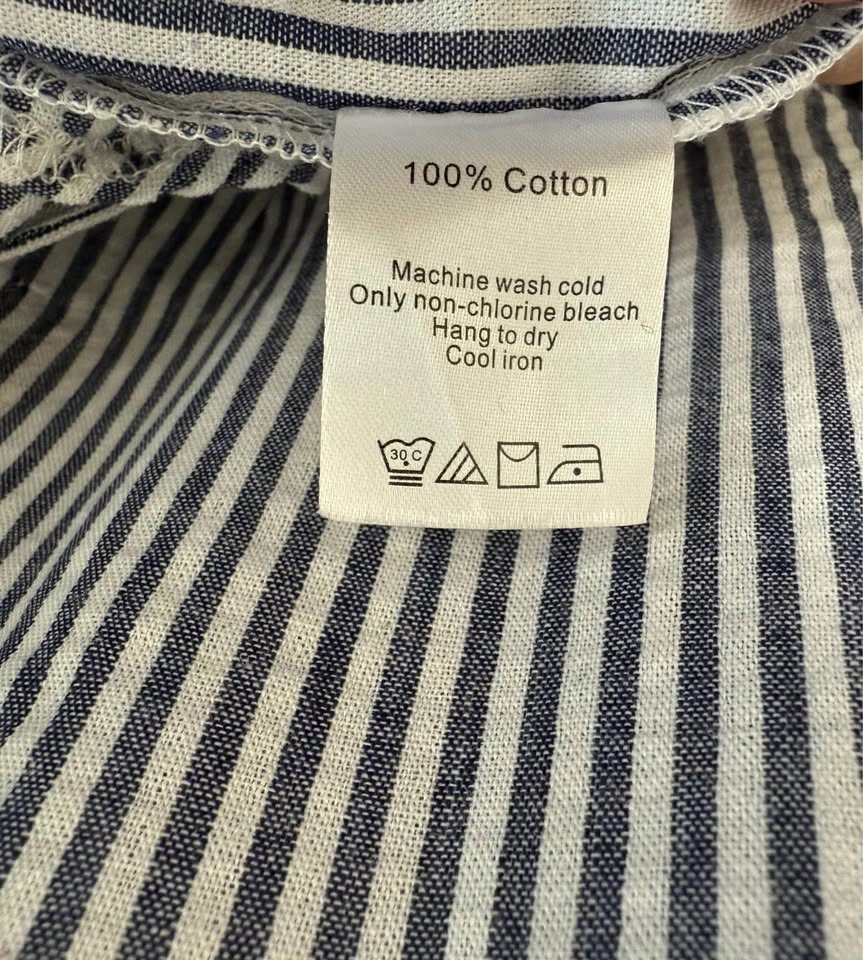 100% Cotton
Machine wash cold
Only non-chlorine bleach
Hang to dry
Cool iron
30 C